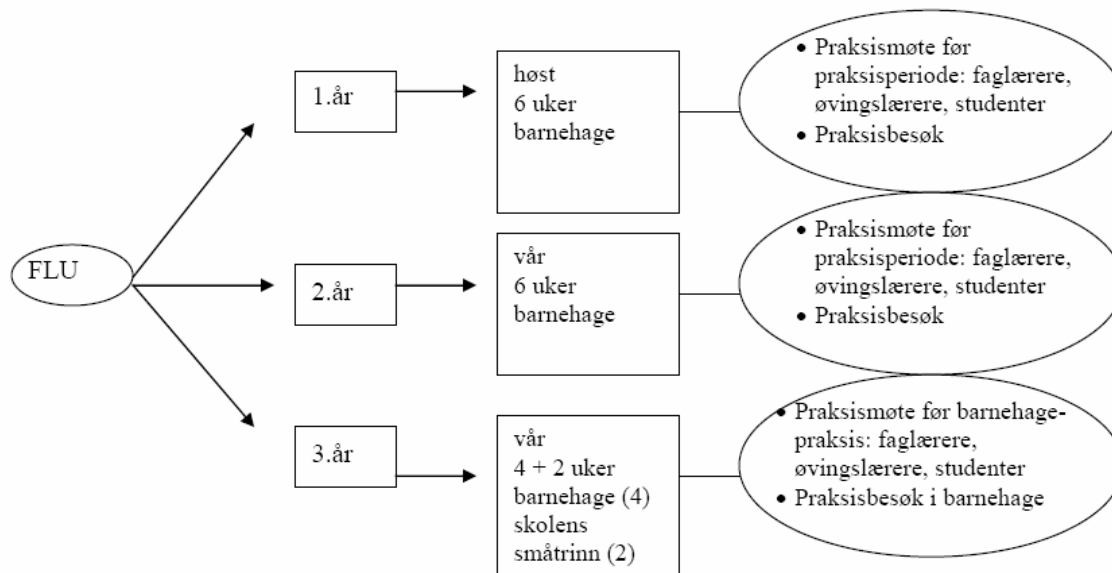 FLU
1.år
høst
6 uker
barnehage
• Praksismøte før
praksisperiode: faglærere,
øvingslærere, studenter
• Praksisbesøk
2.år
vår
6 uker
barnehage
• Praksismøte før
praksisperiode: faglærere,
øvingslærere, studenter
• Praksisbesøk
3.år
vår
4 + 2 uker
barnehage (4)
skolens
småtrinn (2)
• Praksismøte før barnehage-
praksis: faglærere,
øvingslærere, studenter
• Praksisbesøk i barnehage